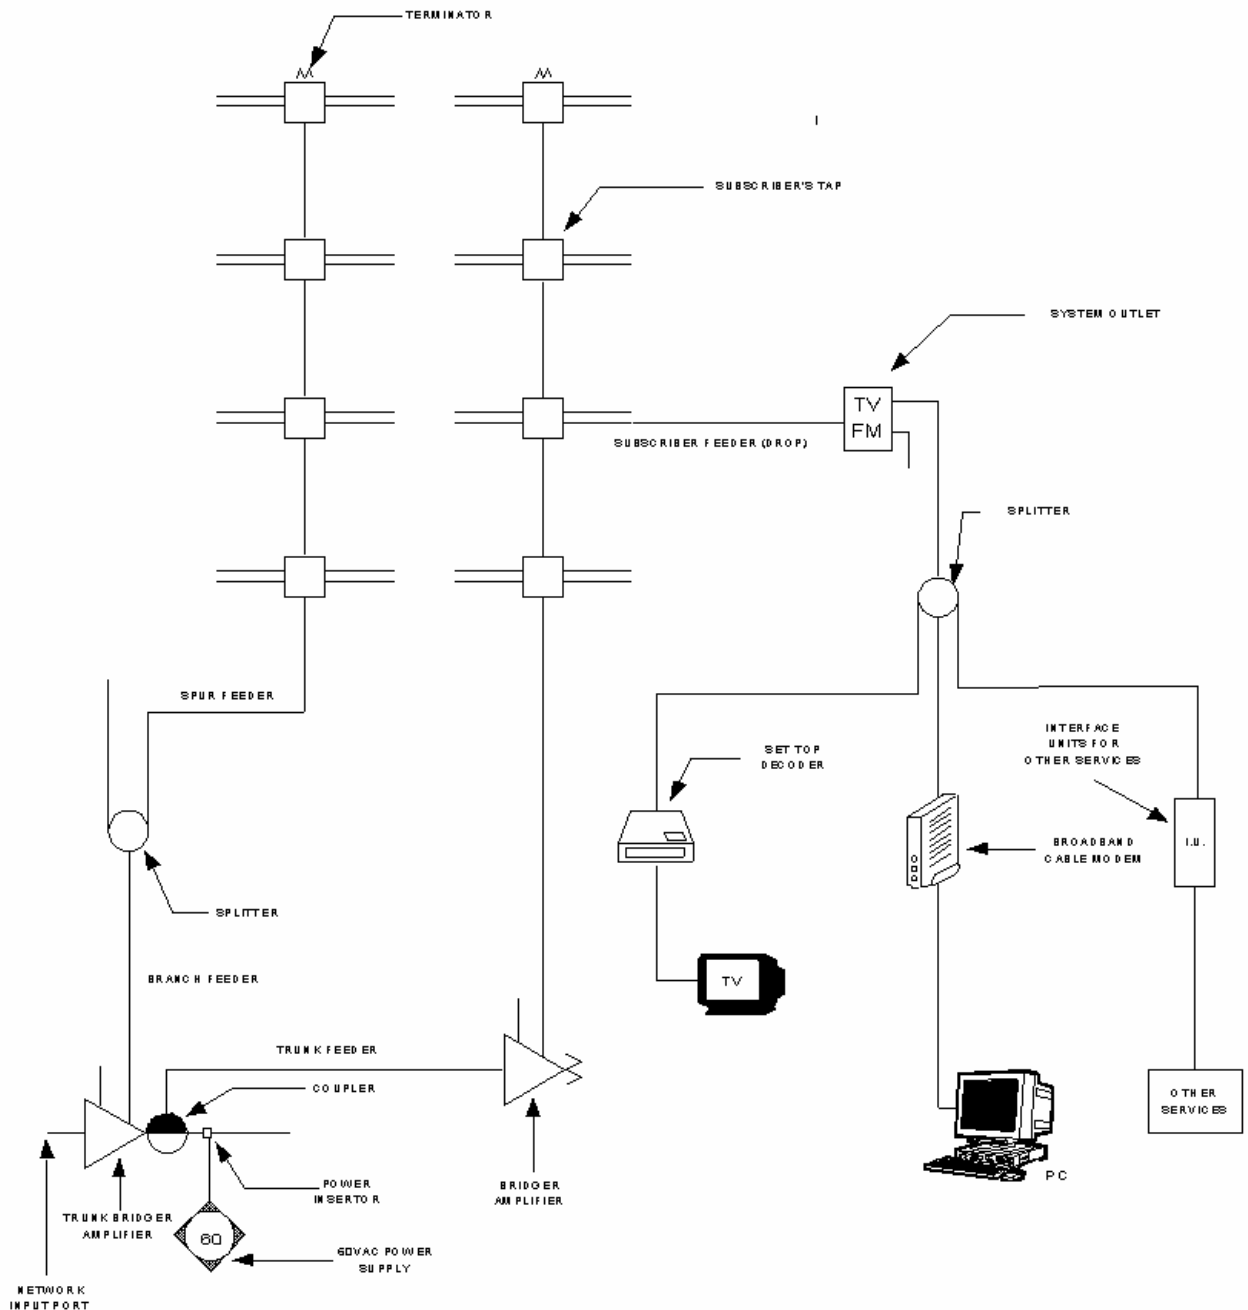 TERMINATOR
SUBSCRIBER'S TAP
SYSTEM OUTLET
TV
FM
SUBSCRIBER FEEDER (DROP)
SPLITTER
SPUR FEEDER
INTERFACE
UNITS FOR
OTHER SERVICES
SET TOP
DECODER
I.U.
BROADBAND
CABLE MODEM
SPLITTER
BRANCH FEEDER
TV
TRUNK FEEDER
COUPLER
OTHER
SERVICES
PC
POWER
INSERTOR
BRIDGER
AMPLIFIER
TRUNK BRIDGER
AMPLIFIER
60
60VAC POWER
SUPPLY
NETWORK
INPUT PORT